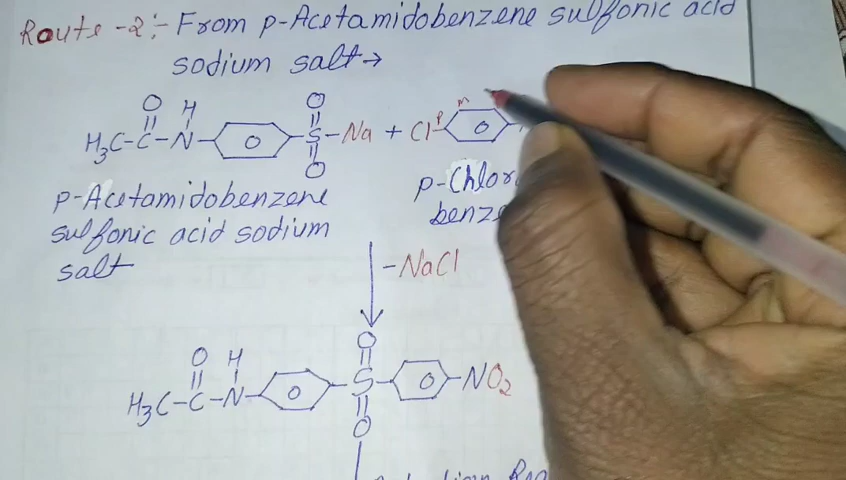 Route-2:- From p-Acetamidobenzene sulfonic acid
sodium salt→
O H O
H3C-C-N- -S-Na + Cl p m
O
p-Acetamidobenzene
sulfonic acid sodium
salt
-NaCl
O H O
H3C-C-N- -S- -NO2
O